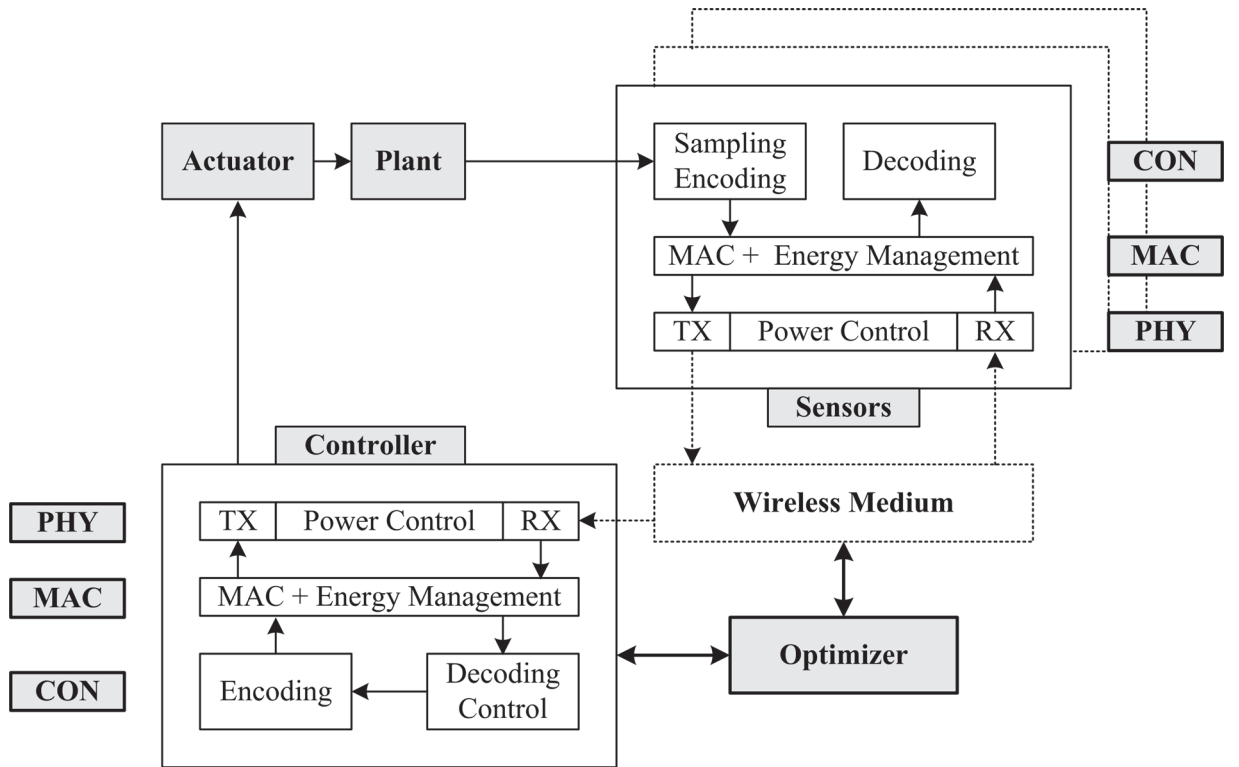 Actuator
Plant
Sampling
Encoding
Decoding
CON
MAC + Energy Management
MAC
TX
Power Control
RX
PHY
Sensors
Controller
Wireless Medium
PHY
TX
Power Control
RX
MAC
MAC + Energy Management
Optimizer
CON
Encoding
Decoding
Control